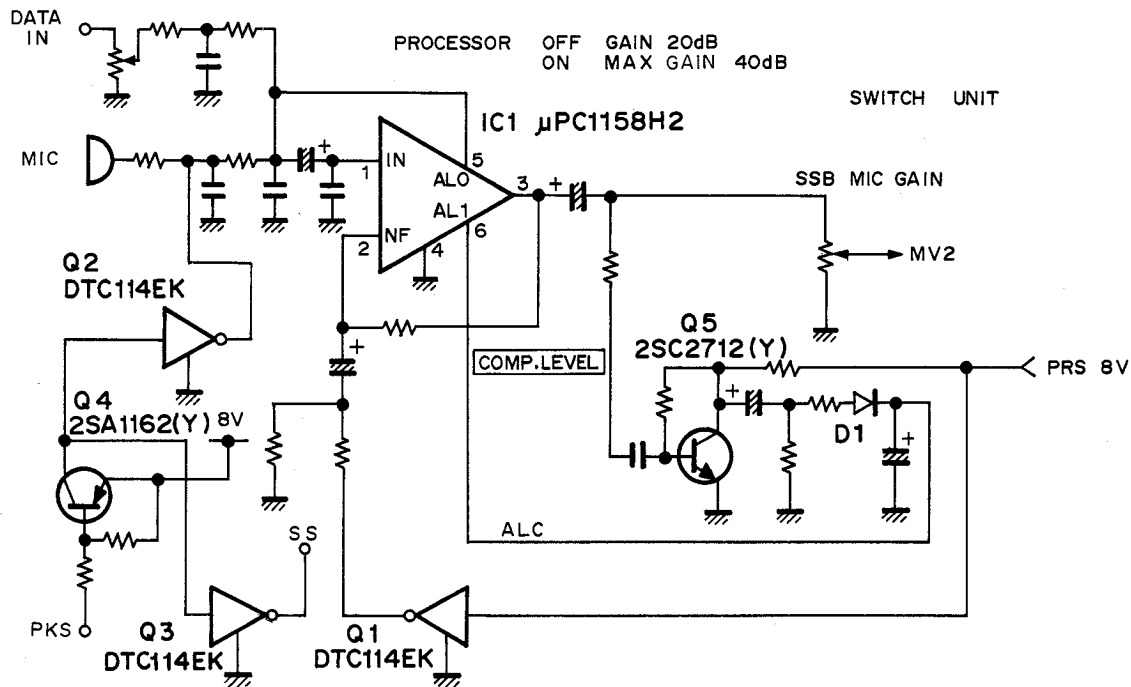 DATA
IN
PROCESSOR OFF GAIN 20dB
ON MAX GAIN 40dB
SWITCH UNIT
IC1 μPC1158H2
MIC
1
IN
5
ALO
3
+
+
SSB MIC GAIN
AL1
6
2
NF
4
MV2
Q2
DTC114EK
+
Q5
2SC2712(Y)
COMP.LEVEL
PRS 8V
+
Q4
2SA1162(Y) 8V
D1
+
SS
ALC
PKS
Q3
DTC114EK
Q1
DTC114EK